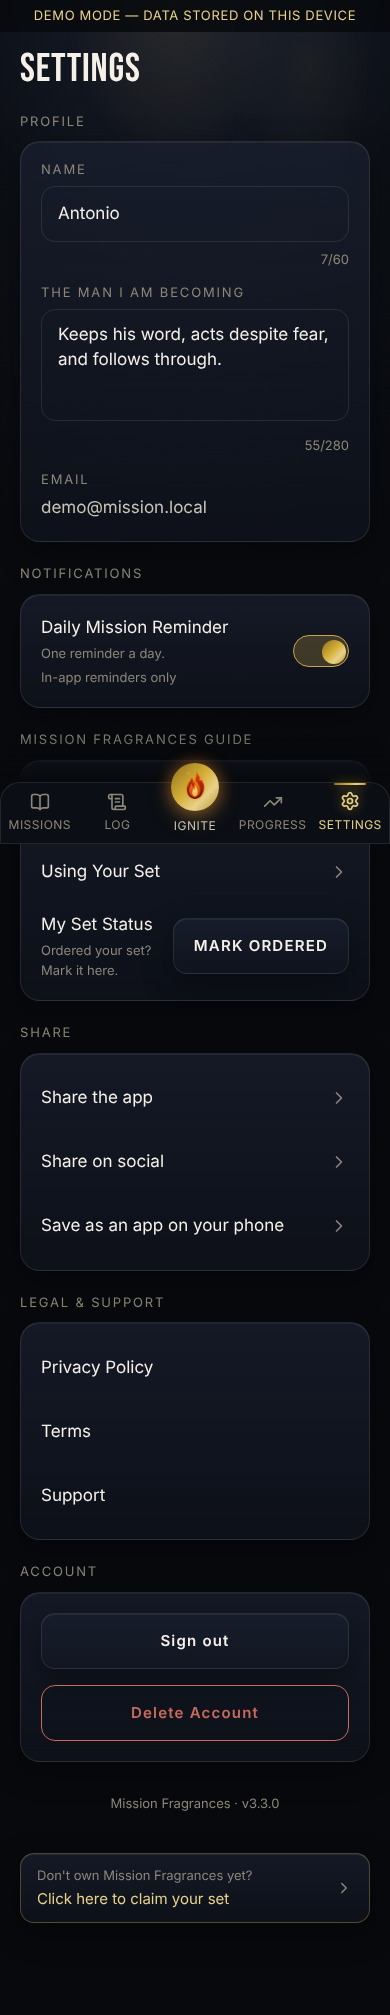 DEMO MODE — DATA STORED ON THIS DEVICE
SETTINGS
PROFILE
NAME
Antonio
7/60
THE MAN I AM BECOMING
Keeps his word, acts despite fear,
and follows through.
55/280
EMAIL
demo@mission.local
NOTIFICATIONS
Daily Mission Reminder
One reminder a day.
In-app reminders only
MISSION FRAGRANCES GUIDE
MISSIONS
LOG
IGNITE
PROGRESS
SETTINGS
Using Your Set
My Set Status
Ordered your set?
Mark it here.
MARK ORDERED
SHARE
Share the app
Share on social
Save as an app on your phone
LEGAL & SUPPORT
Privacy Policy
Terms
Support
ACCOUNT
Sign out
Delete Account
Mission Fragrances · v3.3.0
Don't own Mission Fragrances yet?
Click here to claim your set